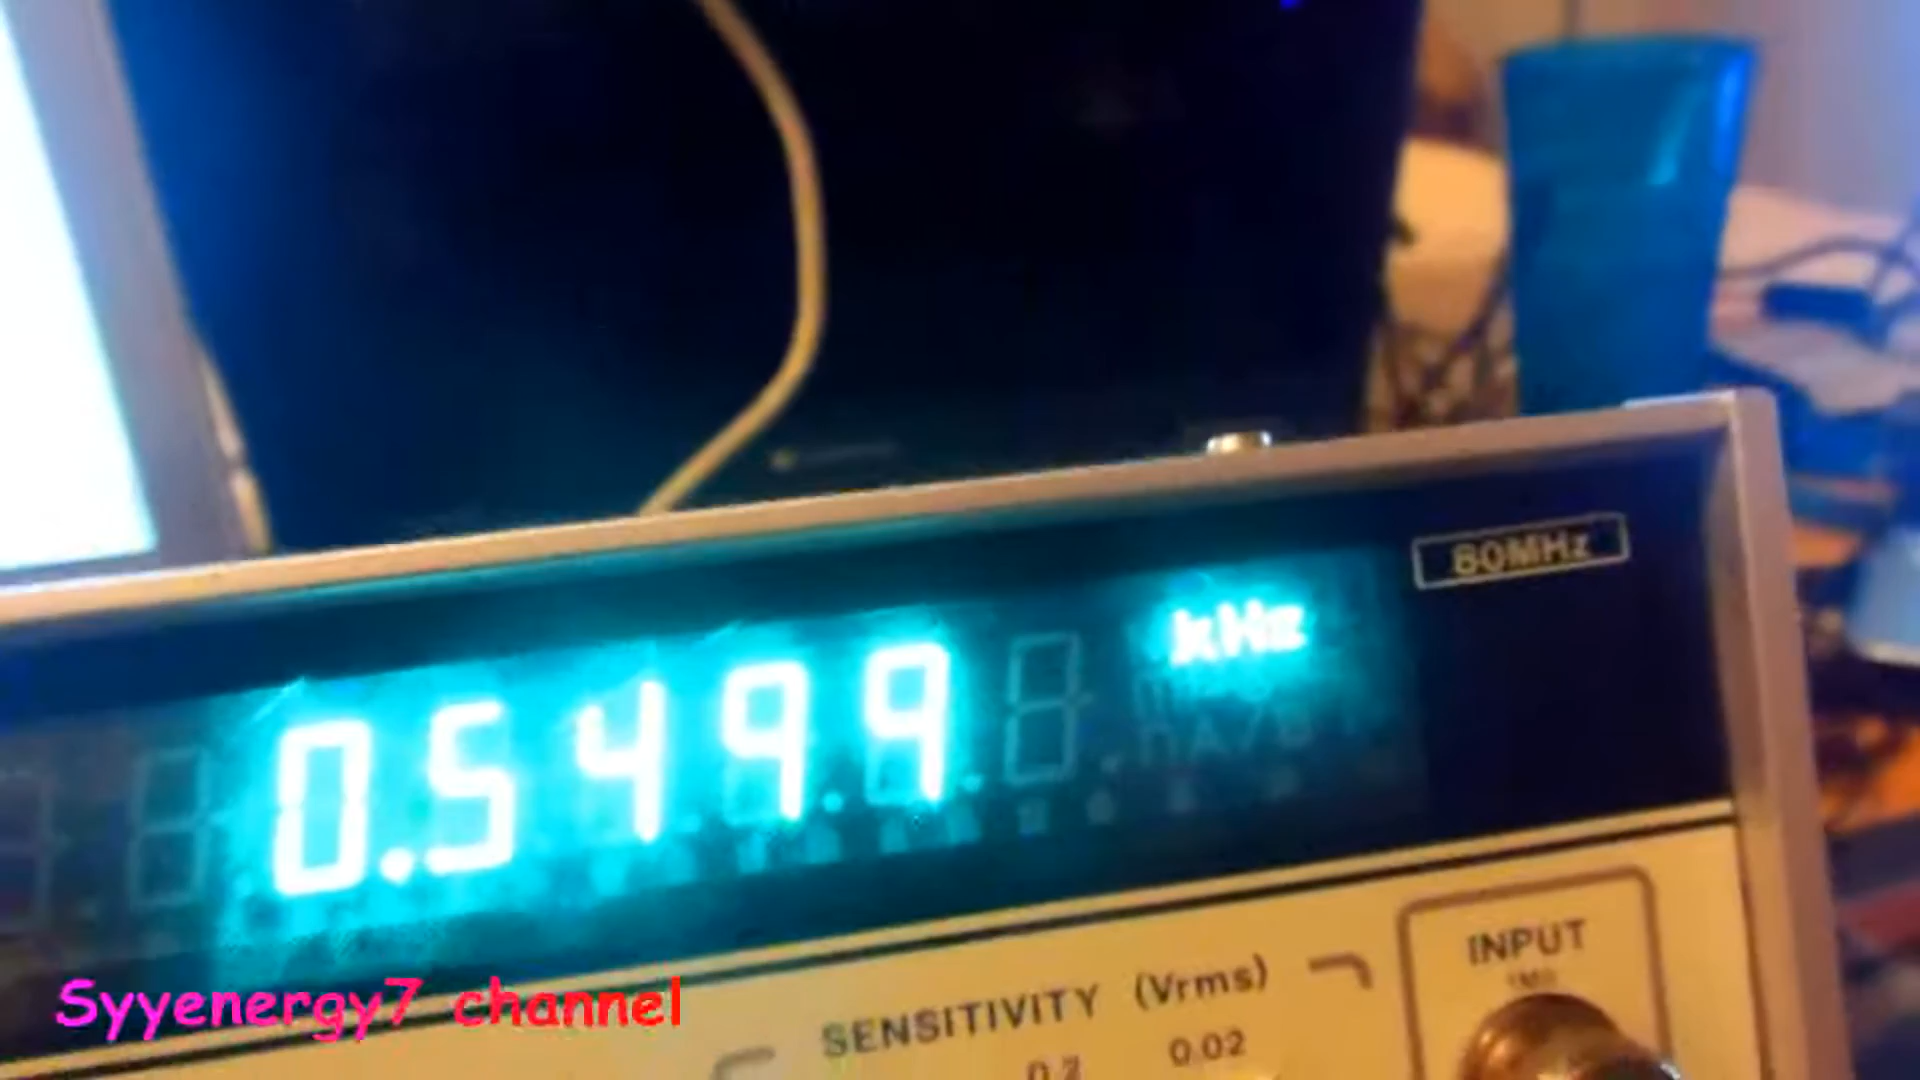 80MHz
0.5499 kHz
INPUT
SENSITIVITY (Vrms)
0.2 0.02
Syyenergy7 channel